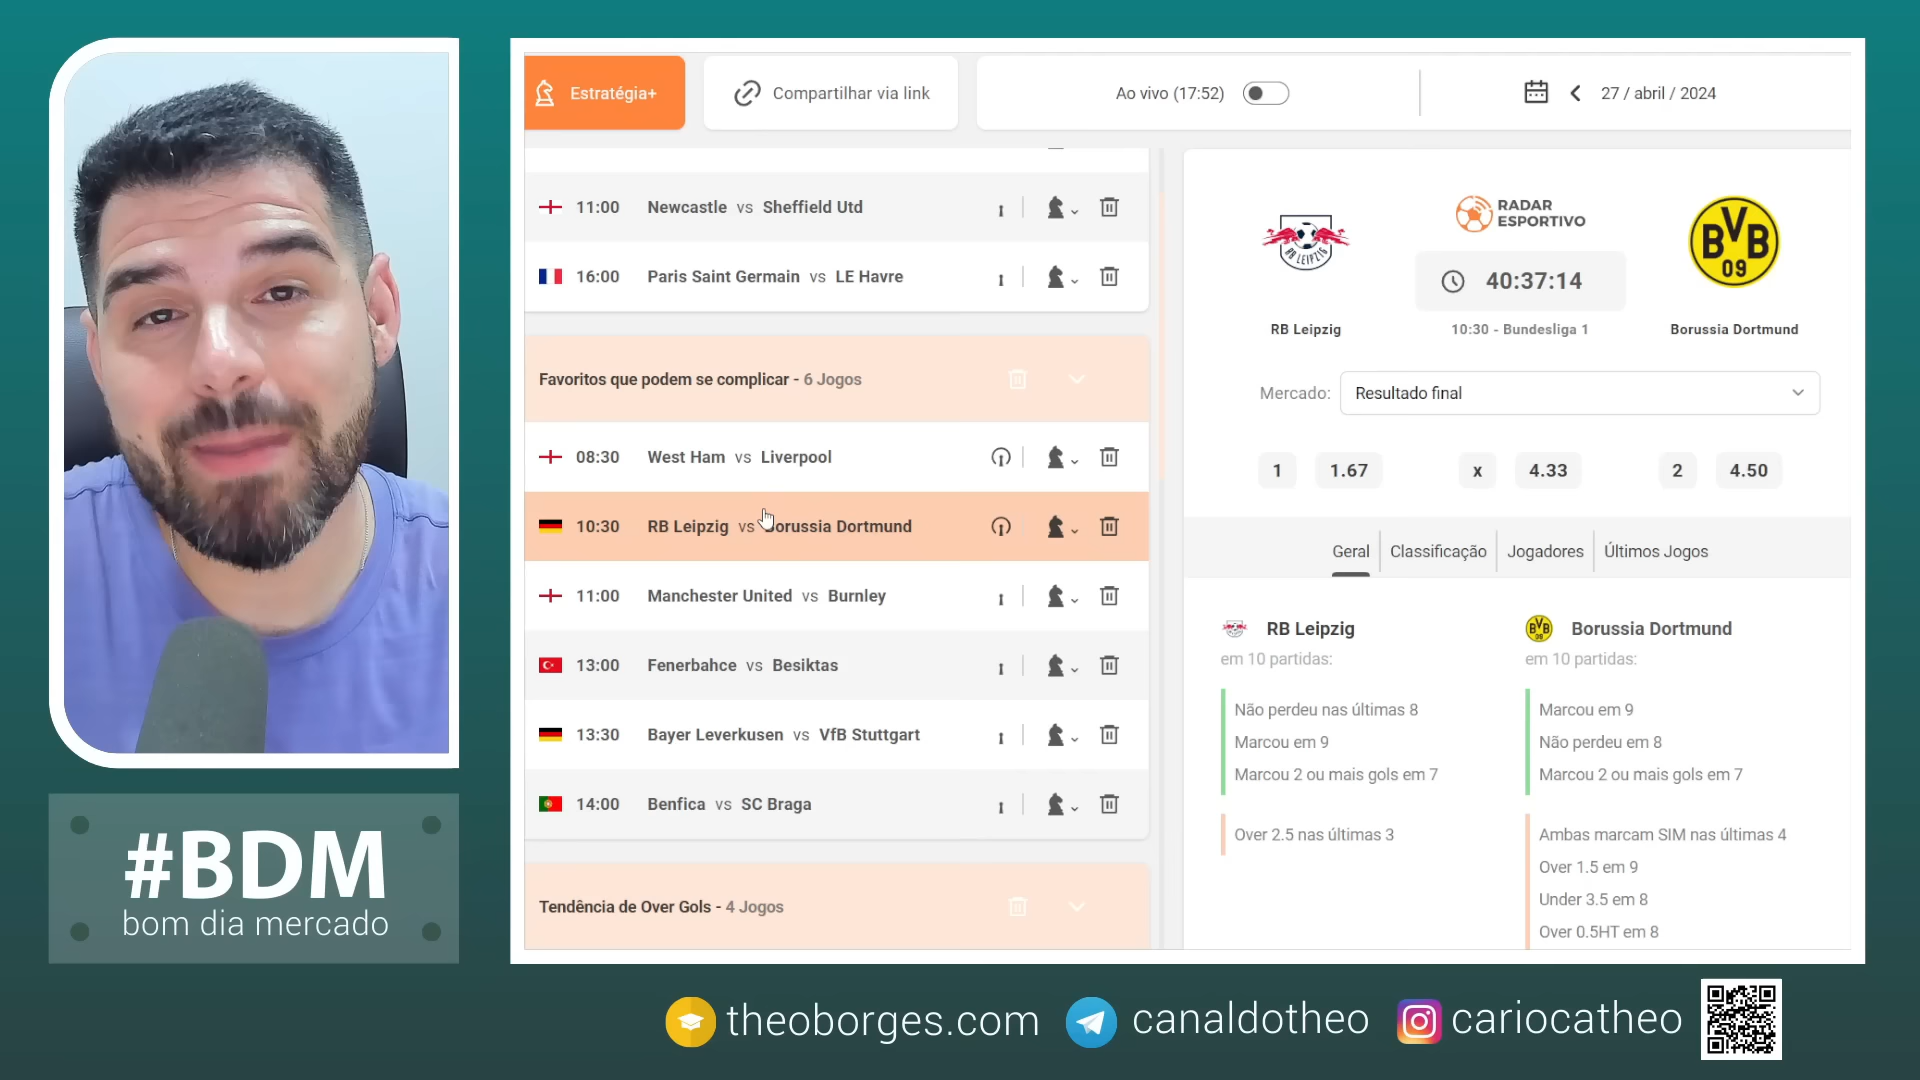 Estratégia+
Compartilhar via link
Ao vivo (17:52)
27 / abril / 2024
11:00 Newcastle vs Sheffield Utd
16:00 Paris Saint Germain vs LE Havre
Favoritos que podem se complicar - 6 Jogos
08:30 West Ham vs Liverpool
10:30 RB Leipzig vs Borussia Dortmund
11:00 Manchester United vs Burnley
13:00 Fenerbahce vs Besiktas
13:30 Bayer Leverkusen vs VfB Stuttgart
14:00 Benfica vs SC Braga
Tendência de Over Gols - 4 Jogos
RB LEIPZIG
RADAR
ESPORTIVO
BVB
09
40:37:14
RB Leipzig
10:30 - Bundesliga 1
Borussia Dortmund
Mercado: Resultado final
1 1.67 x 4.33 2 4.50
Geral Classificação Jogadores Últimos Jogos
RB Leipzig
em 10 partidas:
Não perdeu nas últimas 8
Marcou em 9
Marcou 2 ou mais gols em 7
Over 2.5 nas últimas 3
BVB
09
Borussia Dortmund
em 10 partidas:
Marcou em 9
Não perdeu em 8
Marcou 2 ou mais gols em 7
Ambas marcam SIM nas últimas 4
Over 1.5 em 9
Under 3.5 em 8
Over 0.5HT em 8
#BDM
bom dia mercado
theoborges.com
canaldotheo
cariocatheo